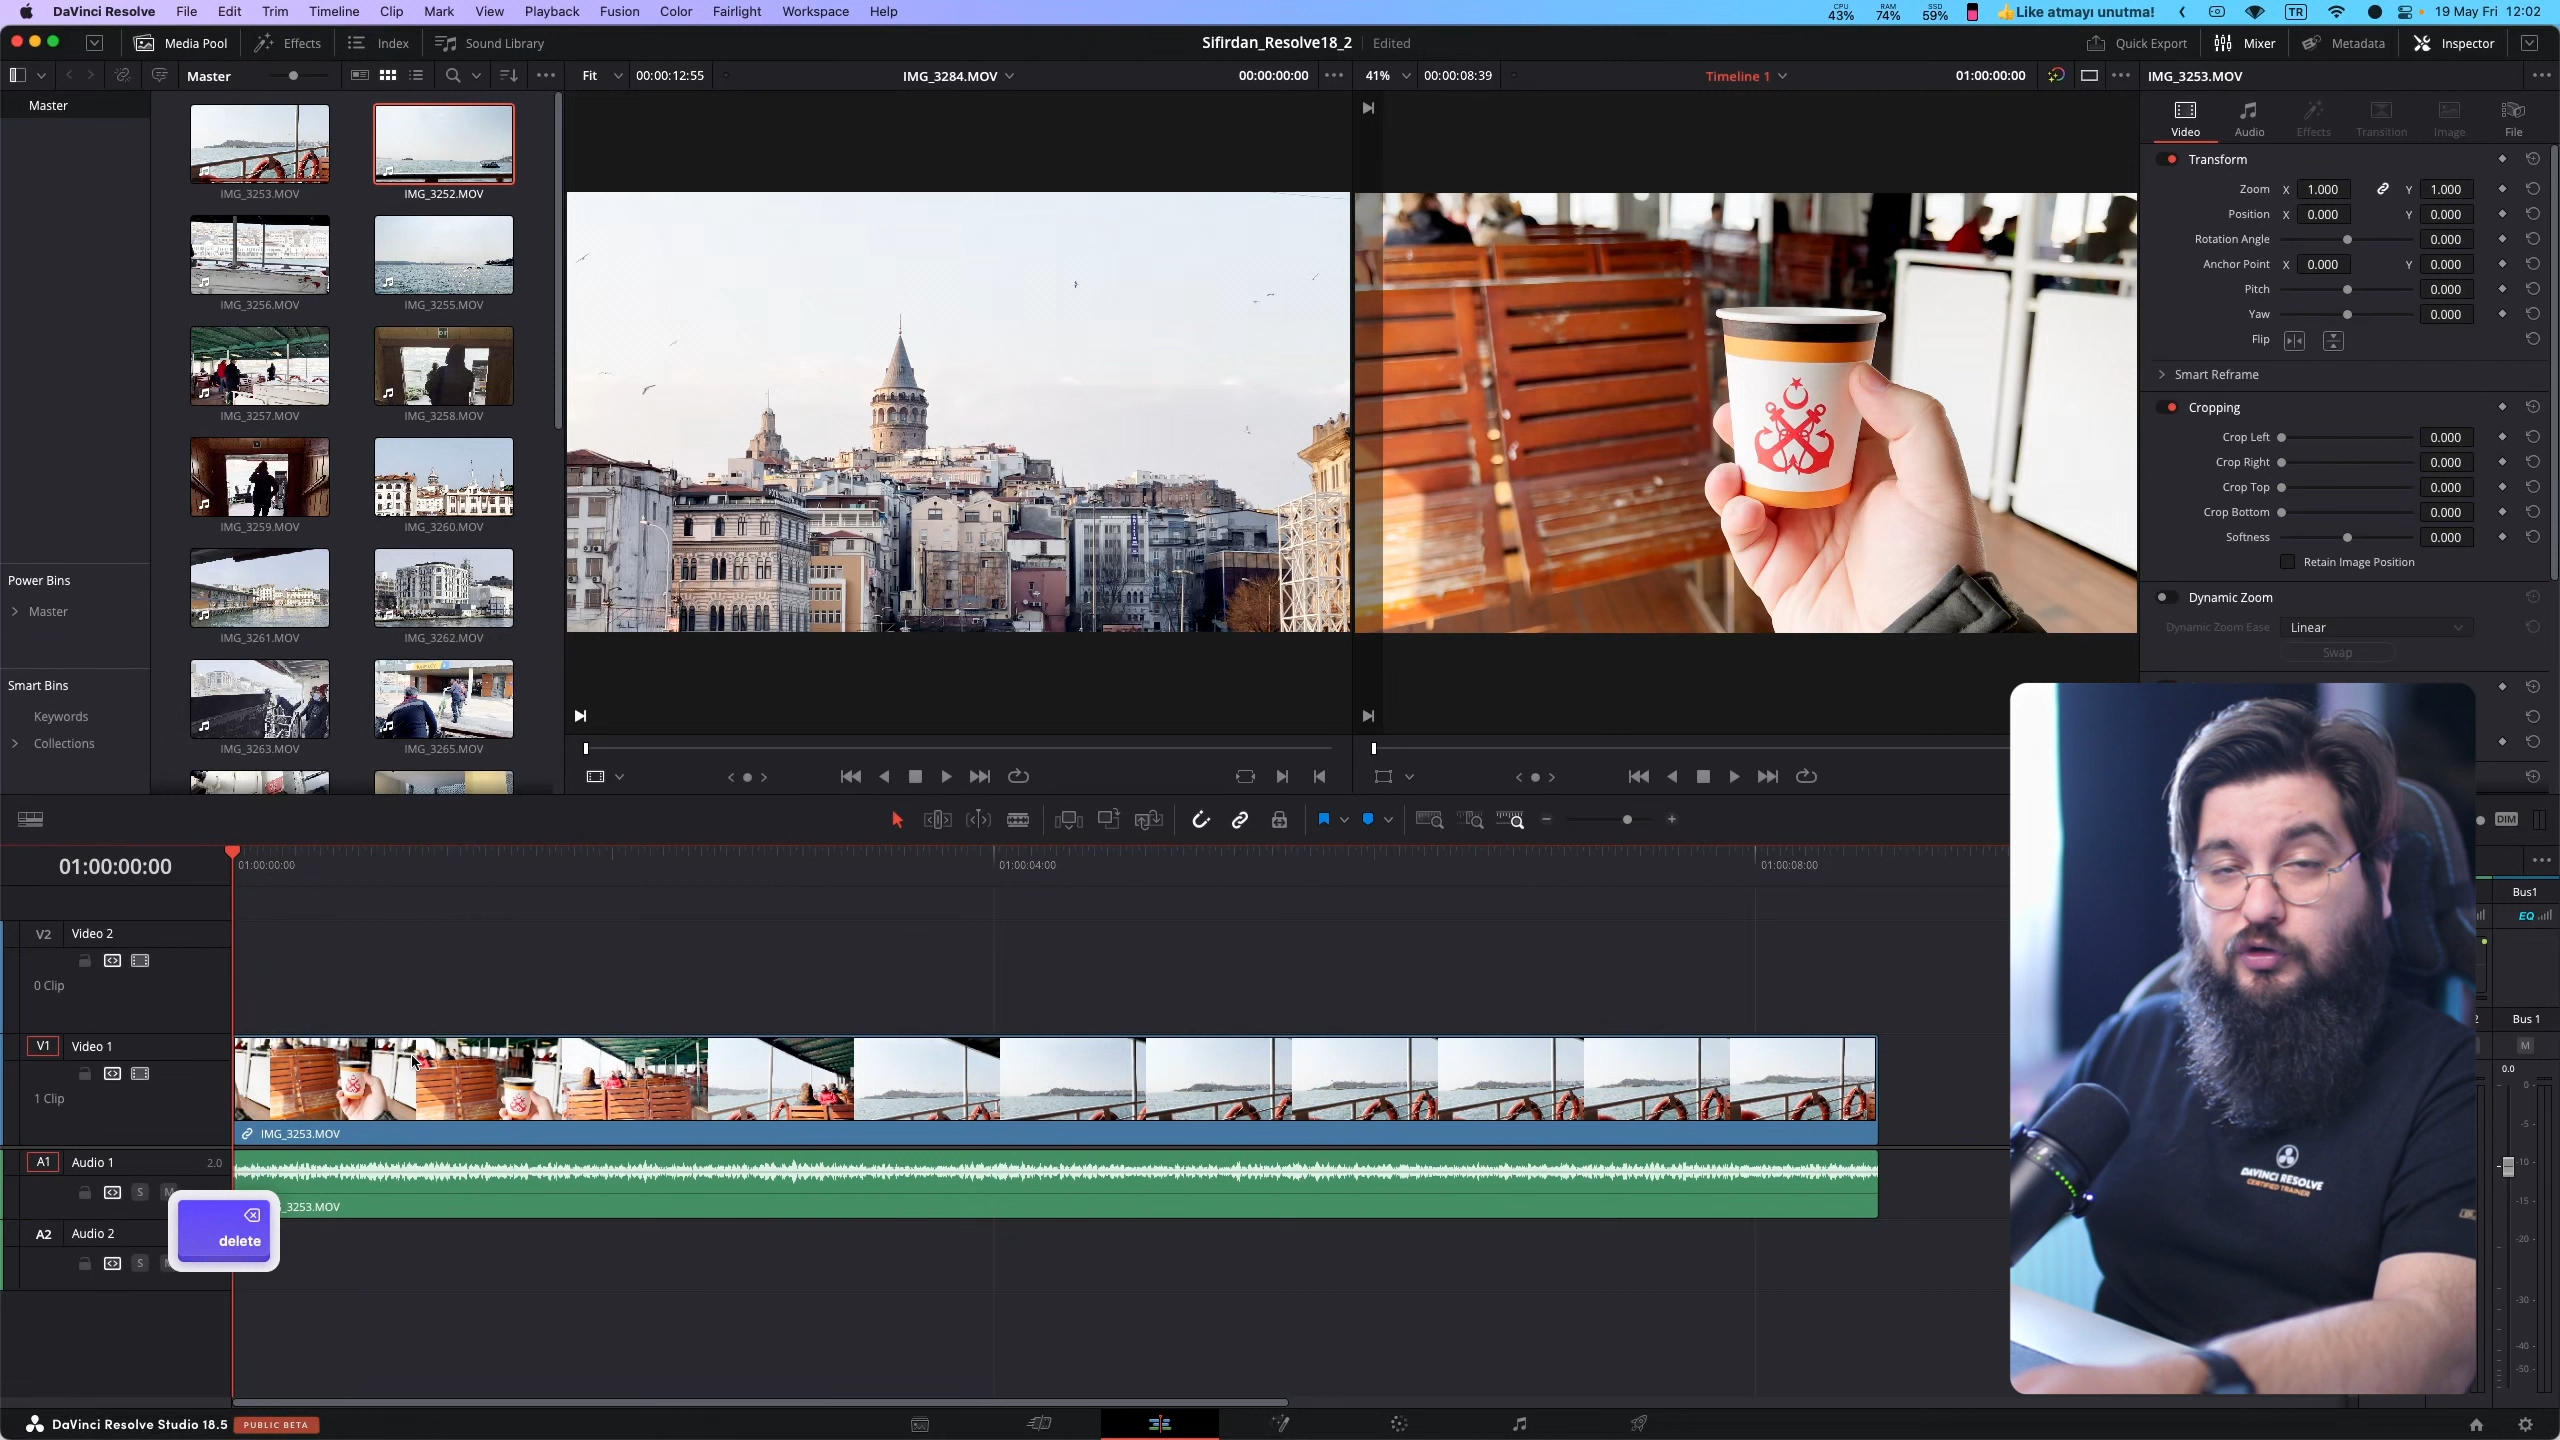 DaVinci Resolve File Edit Trim Timeline Clip Mark View Playback Fusion Color Fairlight Workspace Help
CPU 43% RAM 74% SSD 59% 👍Like atmayı unutma! TR 19 May Fri 12:02
Media Pool Effects Index Sound Library Sifirdan_Resolve18_2 Edited Quick Export Mixer Metadata Inspector
Master Fit 00:00:12:55 IMG_3284.MOV 00:00:00:00 41% 00:00:08:39 Timeline 1 01:00:00:00 IMG_3253.MOV
Master
IMG_3253.MOV IMG_3252.MOV
IMG_3256.MOV IMG_3255.MOV
IMG_3257.MOV IMG_3258.MOV
IMG_3259.MOV IMG_3260.MOV
IMG_3261.MOV IMG_3262.MOV
IMG_3263.MOV IMG_3265.MOV
Power Bins
Master
Smart Bins
Keywords
Collections
Video Audio Effects Transition Image File
Transform
Zoom X 1.000 Y 1.000
Position X 0.000 Y 0.000
Rotation Angle 0.000
Anchor Point X 0.000 Y 0.000
Pitch 0.000
Yaw 0.000
Flip
Smart Reframe
Cropping
Crop Left 0.000
Crop Right 0.000
Crop Top 0.000
Crop Bottom 0.000
Softness 0.000
Retain Image Position
Dynamic Zoom
Dynamic Zoom Ease Linear
Swap
DIM
01:00:00:00 01:00:00:00 01:00:04:00 01:00:08:00
V2 Video 2
0 Clip
V1 Video 1
1 Clip
IMG_3253.MOV
A1 Audio 1 2.0
S M
_3253.MOV
A2 Audio 2
S
delete
Bus1
EQ
2 Bus 1
M
0.0
0
-5
-10
-15
-20
-30
-40
-50
DAVINCI RESOLVE
CERTIFIED TRAINER
DaVinci Resolve Studio 18.5 PUBLIC BETA